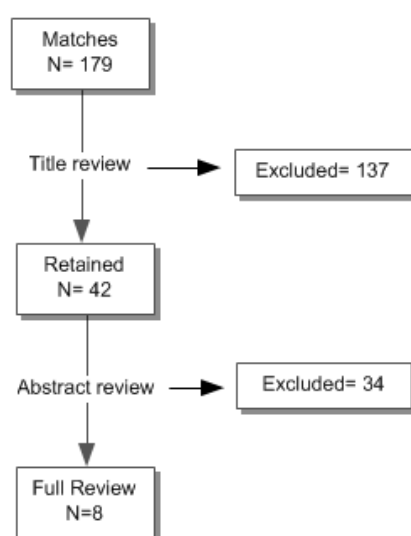 Matches
N= 179
Title review
Excluded= 137
Retained
N= 42
Abstract review
Excluded= 34
Full Review
N=8